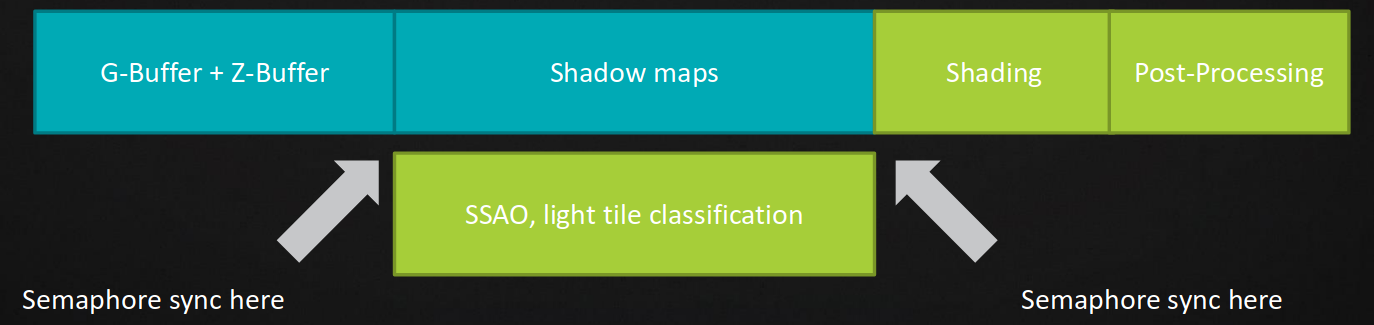 G-Buffer + Z-Buffer
Shadow maps
Shading
Post-Processing
SSAO, light tile classification
Semaphore sync here
Semaphore sync here